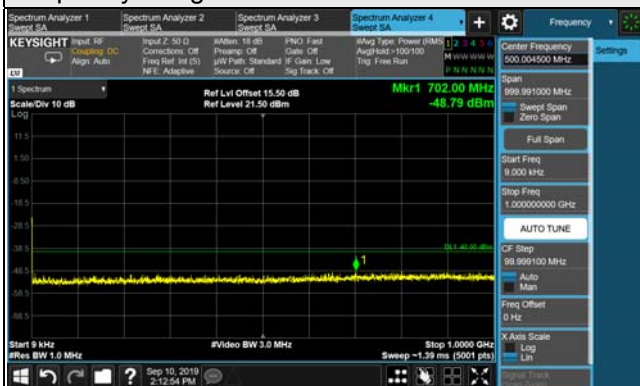 Spectrum Analyzer 1
Swept SA
Spectrum Analyzer 2
Swept SA
Spectrum Analyzer 3
Swept SA
Spectrum Analyzer 4
Swept SA
+
Frequency
KEYSIGHT
Input: RF
Coupling: DC
Align: Auto
Input Z: 50 Ω
Corrections: Off
Freq Ref: Int (S)
NFE: Adaptive
#Atten: 18 dB
Preamp: Off
µW Path: Standard
Source: Off
PNO: Fast
Gate: Off
IF Gain: Low
Sig Track: Off
#Avg Type: Power (RMS)
Avg|Hold:>100/100
Trig: Free Run
1 2 3 4 5 6
M W W W W W
P N N N N N
LXI
1 Spectrum
Scale/Div 10 dB
Log
Ref Lvl Offset 15.50 dB
Ref Level 21.50 dBm
Mkr1 702.00 MHz
-48.79 dBm
11.5
1.50
-8.50
-18.5
-28.5
-38.5
-48.5
-58.5
-68.5
1
Start 9 kHz
#Res BW 1.0 MHz
#Video BW 3.0 MHz
Stop 1.0000 GHz
Sweep ~1.39 ms (5001 pts)
Sep 10, 2019
2:12:54 PM
Center Frequency
500.004500 MHz
Settings
Span
999.991000 MHz
Swept Span
Zero Span
Full Span
Start Freq
9.000 kHz
Stop Freq
1.000000000 GHz
AUTO TUNE
CF Step
99.999100 MHz
Auto
Man
Freq Offset
0 Hz
X Axis Scale
Log
Lin
Signal Track